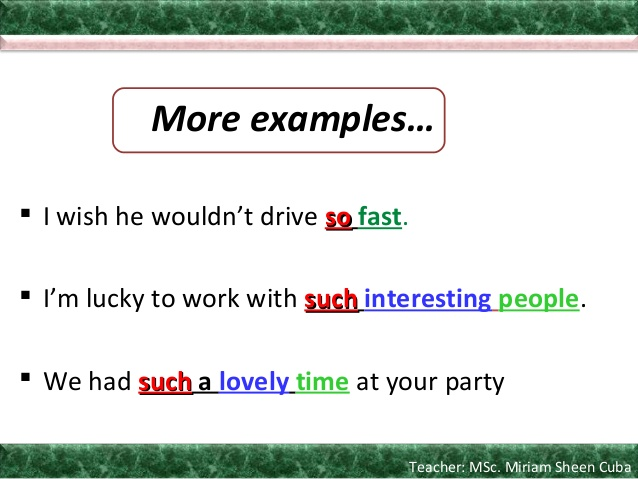 More examples…
▪ I wish he wouldn’t drive so fast.
▪ I’m lucky to work with such interesting people.
▪ We had such a lovely time at your party
Teacher: MSc. Miriam Sheen Cuba